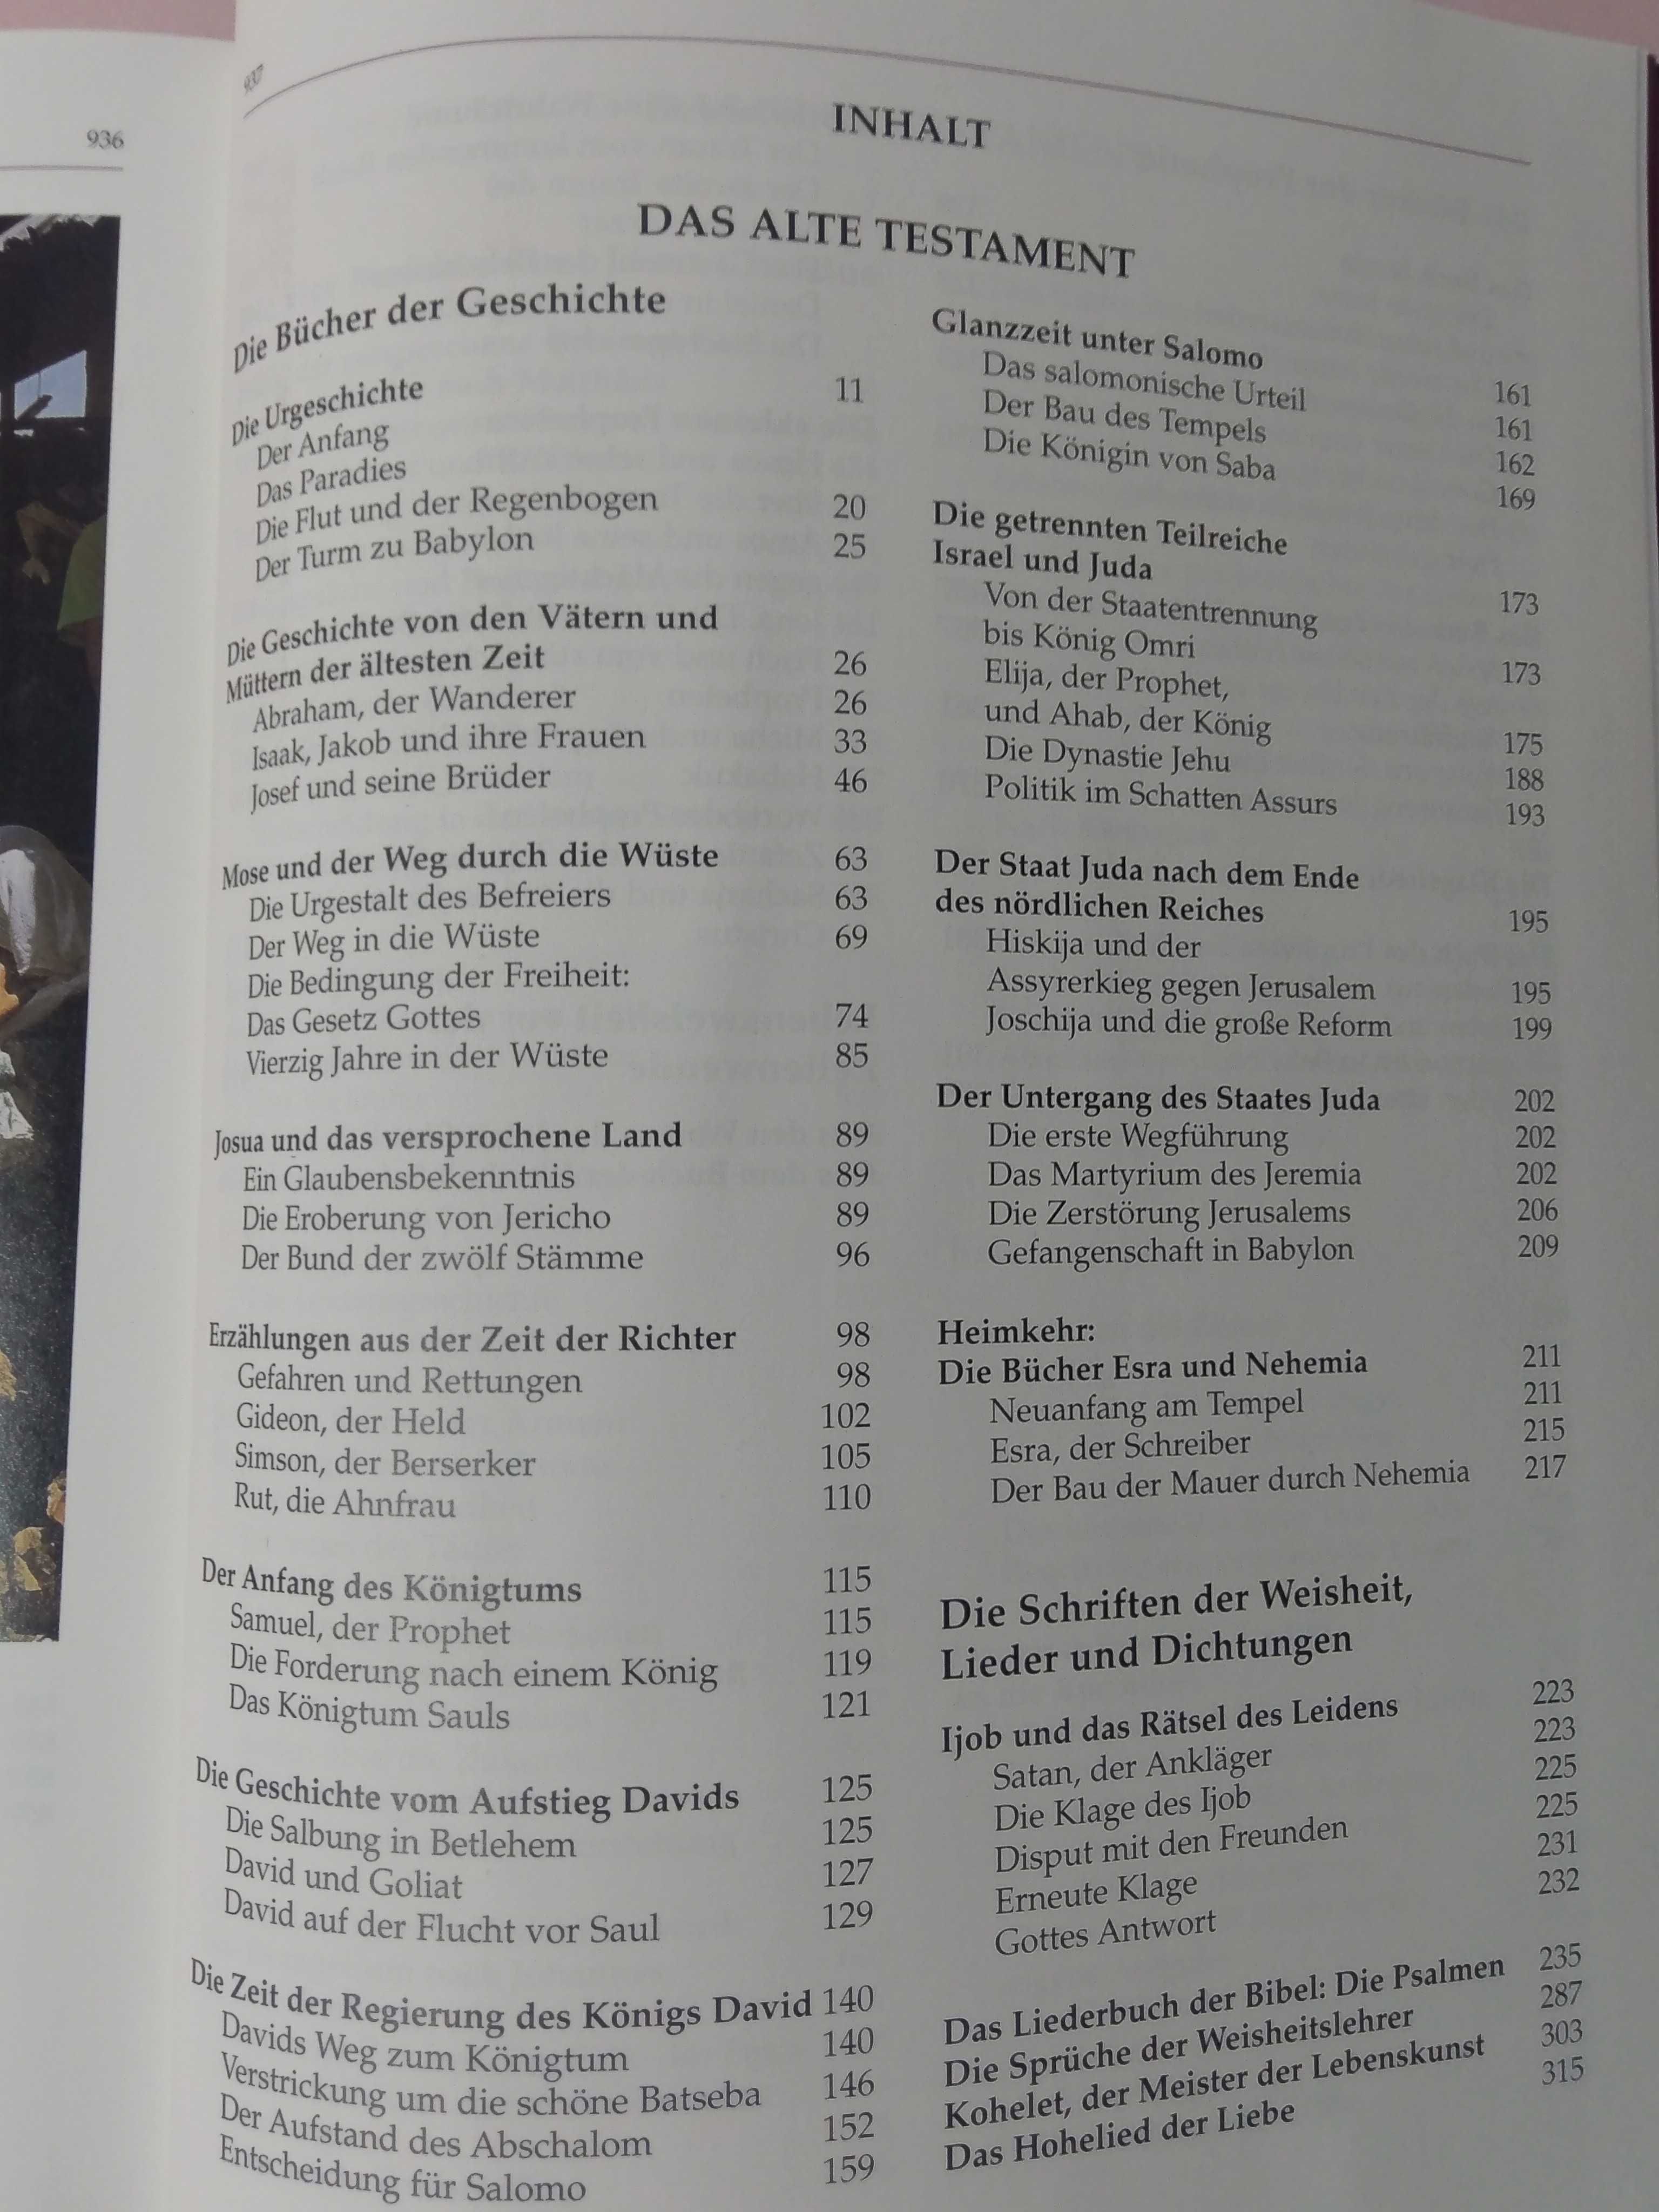 936
937
INHALT
DAS ALTE TESTAMENT
Die Bücher der Geschichte
Die Urgeschichte 11
Der Anfang
Das Paradies
Die Flut und der Regenbogen 20
Der Turm zu Babylon 25
Die Geschichte von den Vätern und
Müttern der ältesten Zeit 26
Abraham, der Wanderer 26
Isaak, Jakob und ihre Frauen 33
Josef und seine Brüder 46
Mose und der Weg durch die Wüste 63
Die Urgestalt des Befreiers 63
Der Weg in die Wüste 69
Die Bedingung der Freiheit:
Das Gesetz Gottes 74
Vierzig Jahre in der Wüste 85
Josua und das versprochene Land 89
Ein Glaubensbekenntnis 89
Die Eroberung von Jericho 89
Der Bund der zwölf Stämme 96
Erzählungen aus der Zeit der Richter 98
Gefahren und Rettungen 98
Gideon, der Held 102
Simson, der Berserker 105
Rut, die Ahnfrau 110
Der Anfang des Königtums 115
Samuel, der Prophet 115
Die Forderung nach einem König 119
Das Königtum Sauls 121
Die Geschichte vom Aufstieg Davids 125
Die Salbung in Betlehem 125
David und Goliat 127
David auf der Flucht vor Saul 129
Die Zeit der Regierung des Königs David 140
Davids Weg zum Königtum 140
Verstrickung um die schöne Batseba 146
Der Aufstand des Abschalom 152
Entscheidung für Salomo 159
Glanzzeit unter Salomo 161
Das salomonische Urteil 161
Der Bau des Tempels 162
Die Königin von Saba 169
Die getrennten Teilreiche
Israel und Juda 173
Von der Staatentrennung
bis König Omri 173
Elija, der Prophet,
und Ahab, der König 175
Die Dynastie Jehu 188
Politik im Schatten Assurs 193
Der Staat Juda nach dem Ende
des nördlichen Reiches 195
Hiskija und der
Assyrerkieg gegen Jerusalem 195
Joschija und die große Reform 199
Der Untergang des Staates Juda 202
Die erste Wegführung 202
Das Martyrium des Jeremia 202
Die Zerstörung Jerusalems 206
Gefangenschaft in Babylon 209
Heimkehr:
Die Bücher Esra und Nehemia 211
Neuanfang am Tempel 211
Esra, der Schreiber 215
Der Bau der Mauer durch Nehemia 217
Die Schriften der Weisheit,
Lieder und Dichtungen
Ijob und das Rätsel des Leidens 223
Satan, der Ankläger 223
Die Klage des Ijob 225
Disput mit den Freunden 225
Erneute Klage 231
Gottes Antwort 232
Das Liederbuch der Bibel: Die Psalmen 235
Die Sprüche der Weisheitslehrer 287
Kohelet, der Meister der Lebenskunst 303
Das Hohelied der Liebe 315